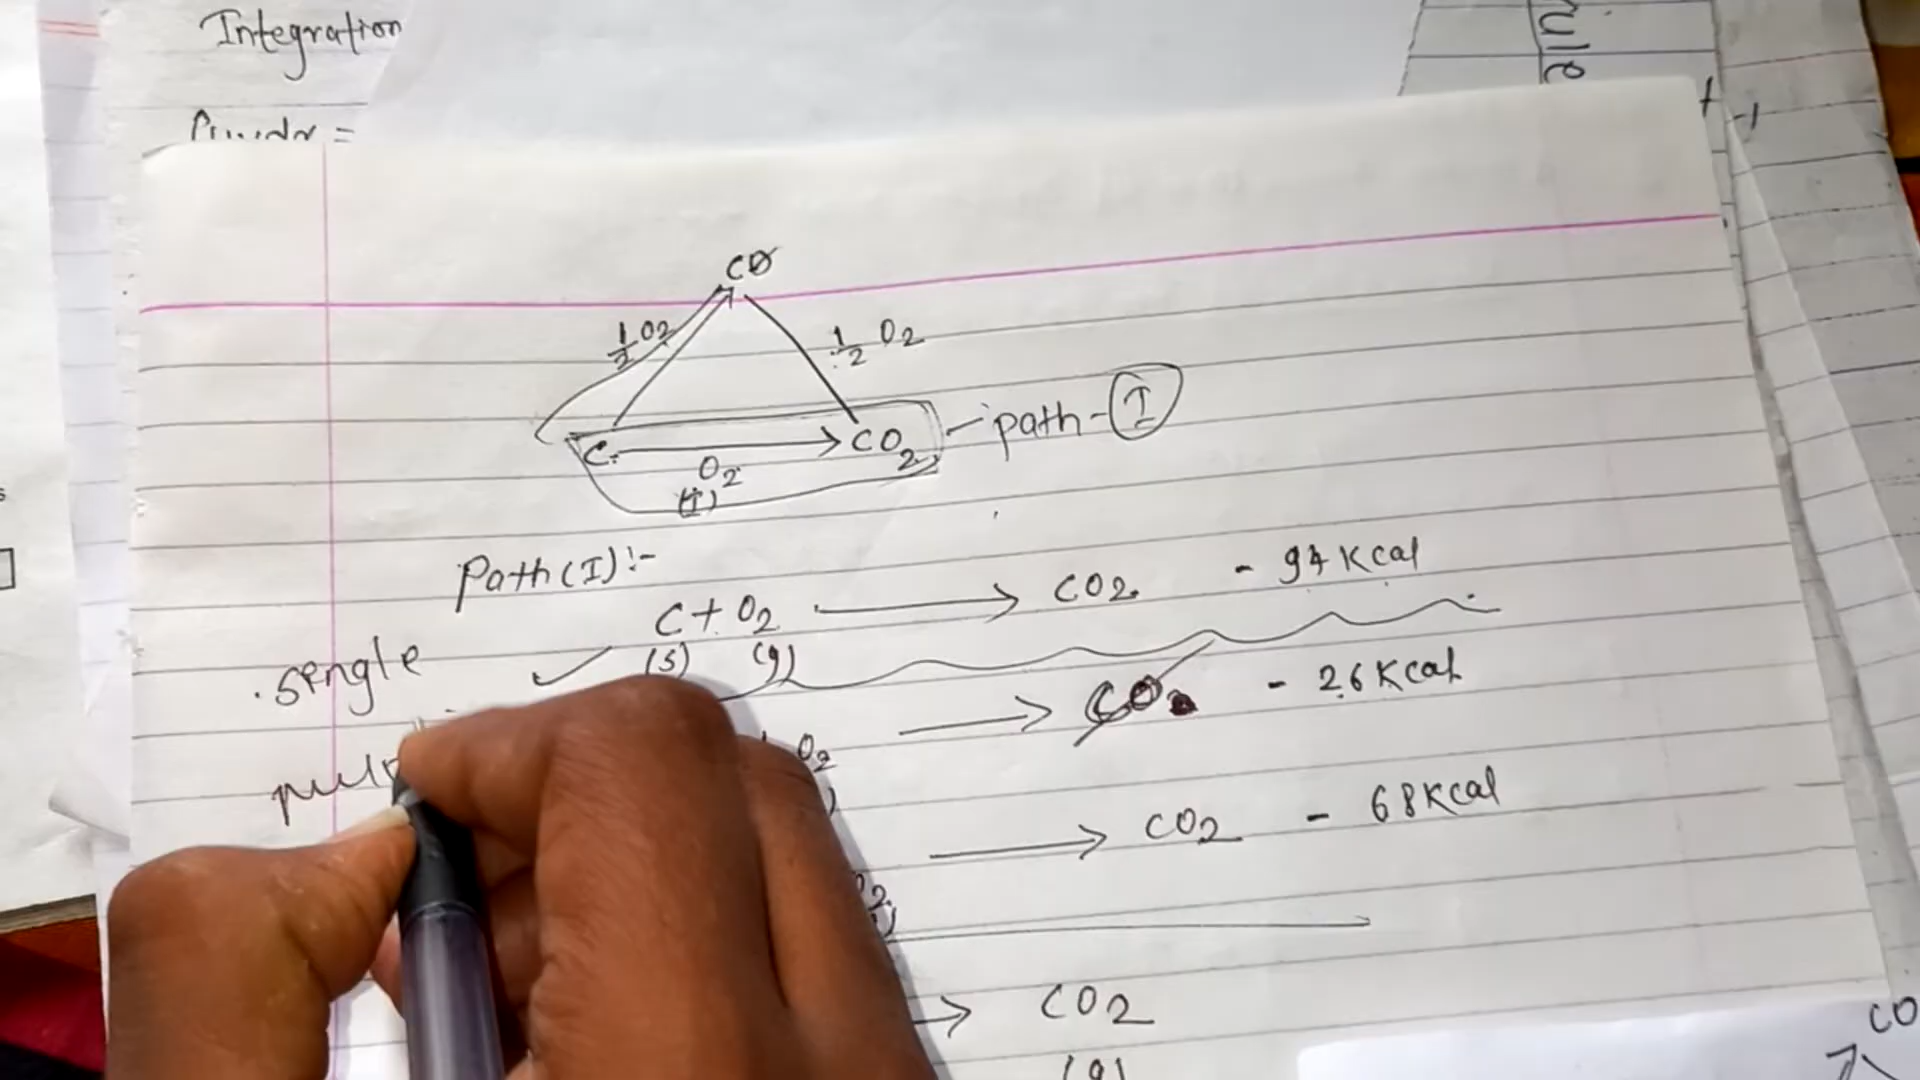 Integration
CO
1/2 O2
1/2 O2
C
CO2
path - I
O2
(I)
Path (I) :-
C + O2 → CO2 - 94 Kcal
(s) (g)
single
O2 → CO - 26 Kcal
→ CO2 - 68 Kcal
→ CO2
(g)
CO